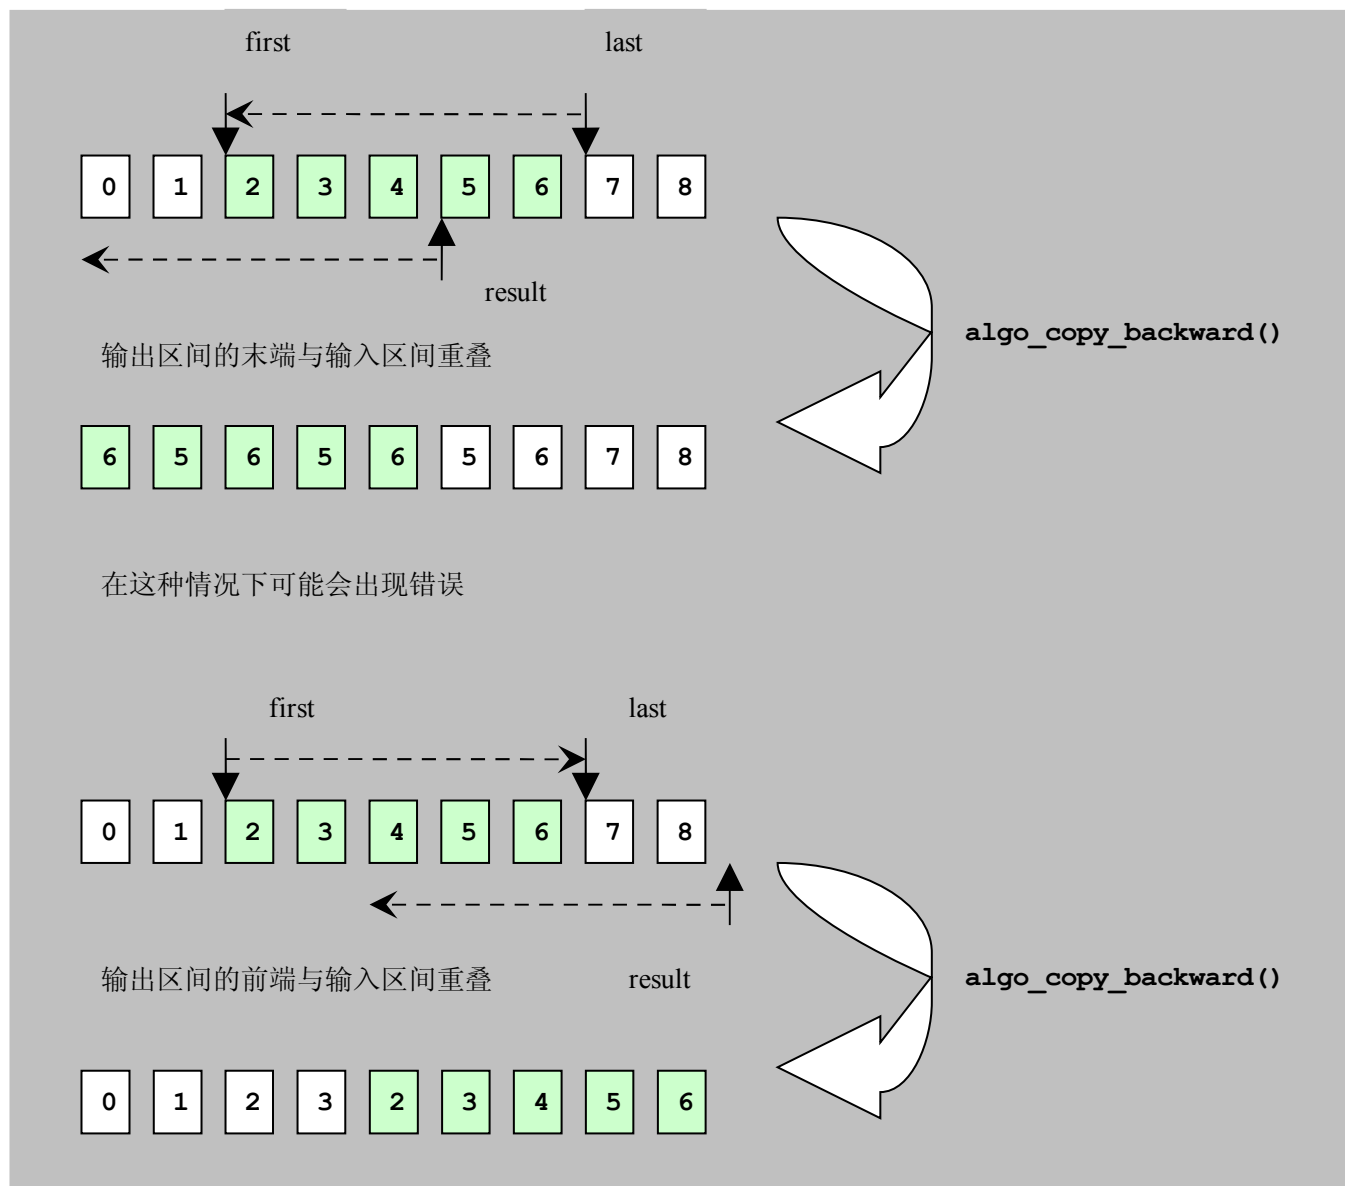 first last
0 1 2 3 4 5 6 7 8
result
algo_copy_backward()
输出区间的末端与输入区间重叠
6 5 6 5 6 5 6 7 8
在这种情况下可能会出现错误
first last
0 1 2 3 4 5 6 7 8
输出区间的前端与输入区间重叠 result algo_copy_backward()
0 1 2 3 2 3 4 5 6